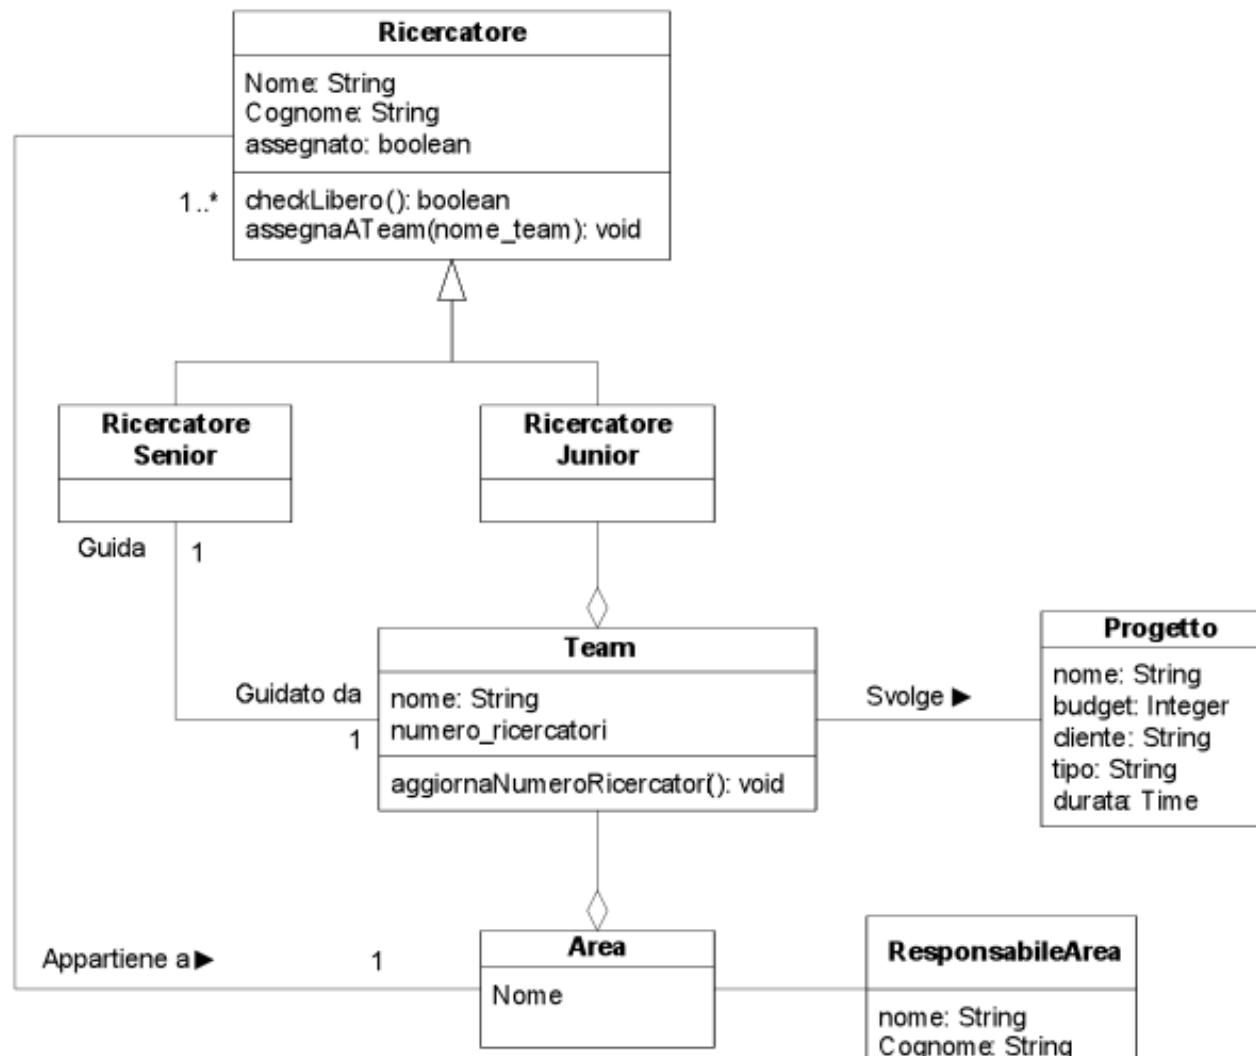 Ricercatore
Nome: String
Cognome: String
assegnato: boolean
1..*
checkLibero(): boolean
assegnaATeam(nome_team): void
Ricercatore
Senior
Ricercatore
Junior
Guida
1
Team
Guidato da
1
nome: String
numero_ricercatori
aggiornaNumeroRicercatori(): void
Svolge ►
Progetto
nome: String
budget: Integer
cliente: String
tipo: String
durata: Time
Appartiene a ►
1
Area
Nome
ResponsabileArea
nome: String
Cognome: String